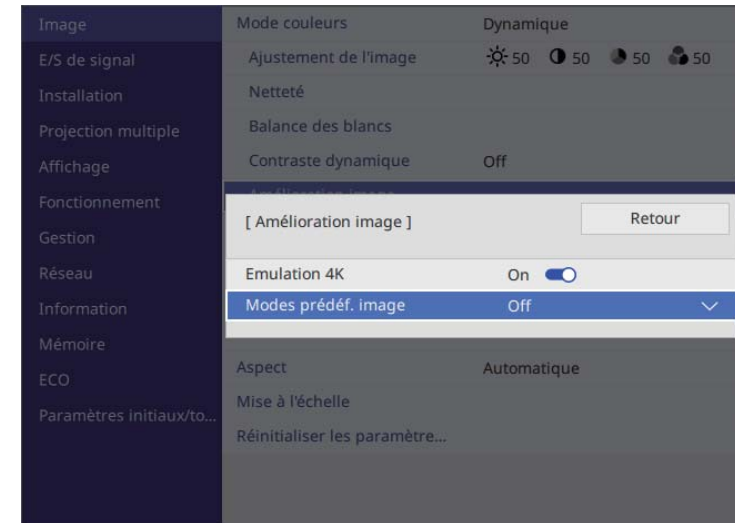 Image
E/S de signal
Installation
Projection multiple
Affichage
Fonctionnement
Gestion
Réseau
Information
Mémoire
ECO
Paramètres initiaux/to...
Mode couleurs Dynamique
Ajustement de l'image 50 50 50 50
Netteté
Balance des blancs
Contraste dynamique Off
Amélioration image
[ Amélioration image ] Retour
Emulation 4K On
Modes prédéf. image Off
Aspect Automatique
Mise à l'échelle
Réinitialiser les paramètre...